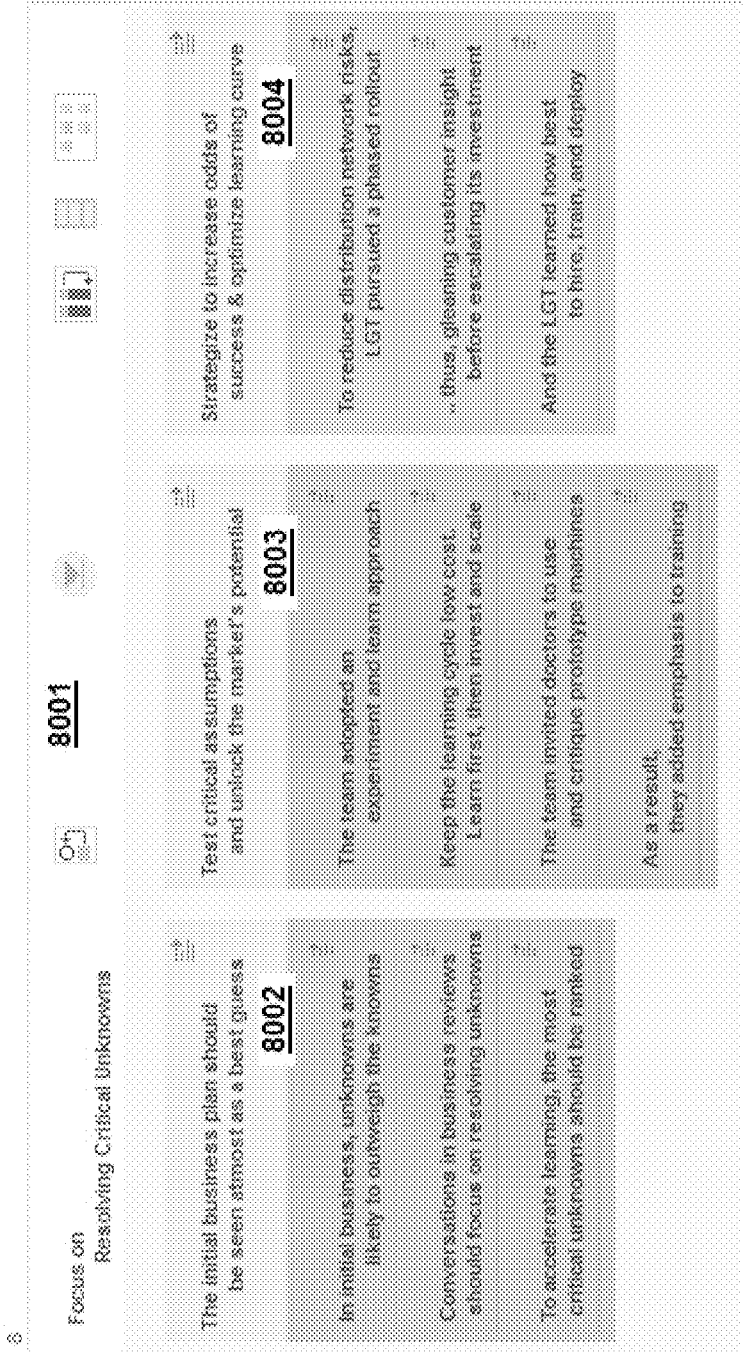 Focus on
Resolving Critical Unknowns
8001
The initial business plan should
be seen atmost as a best guess
8002
In initial business, unknowns are
likely to outweigh the knowns
Conversations in business reviews
should focus on resolving unknowns
To accelerate learning, the most
critical unknowns should be ranked
Test critical assumptions
and unlock the market's potential
8003
The team adopted an
experiment and learn approach
Keep the learning cycle low cost.
Learn first, then invest and scale
The team invited doctors to use
and critique prototype machines
As a result,
they added emphasis to training
Strategize to increase odds of
success & optimize learning curve
8004
To reduce distribution network risks,
LGT pursued a phased rollout
...thus, gleaning customer insight
before escalating its investment
And the LGT learned how best
to hire, train, and deploy